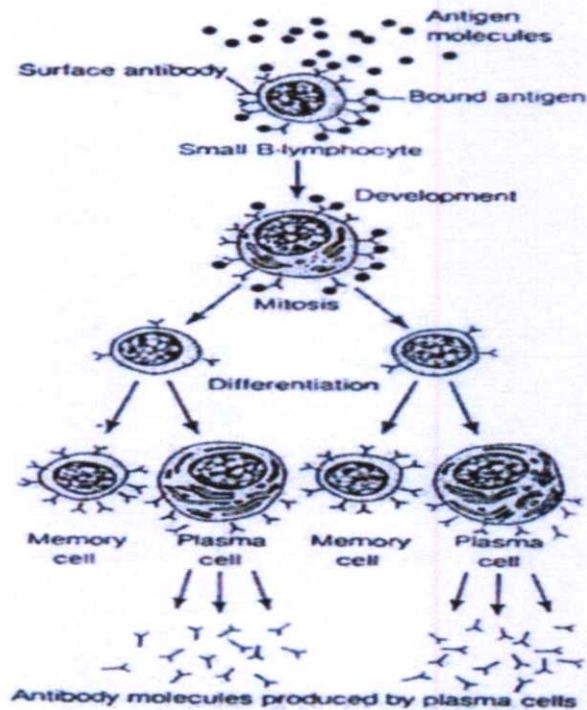 Antigen
molecules
Surface antibody
Bound antigen
Small B-lymphocyte
Development
Mitosis
Differentiation
Memory
cell
Plasma
cell
Memory
cell
Plasma
cell
Antibody molecules produced by plasma cells